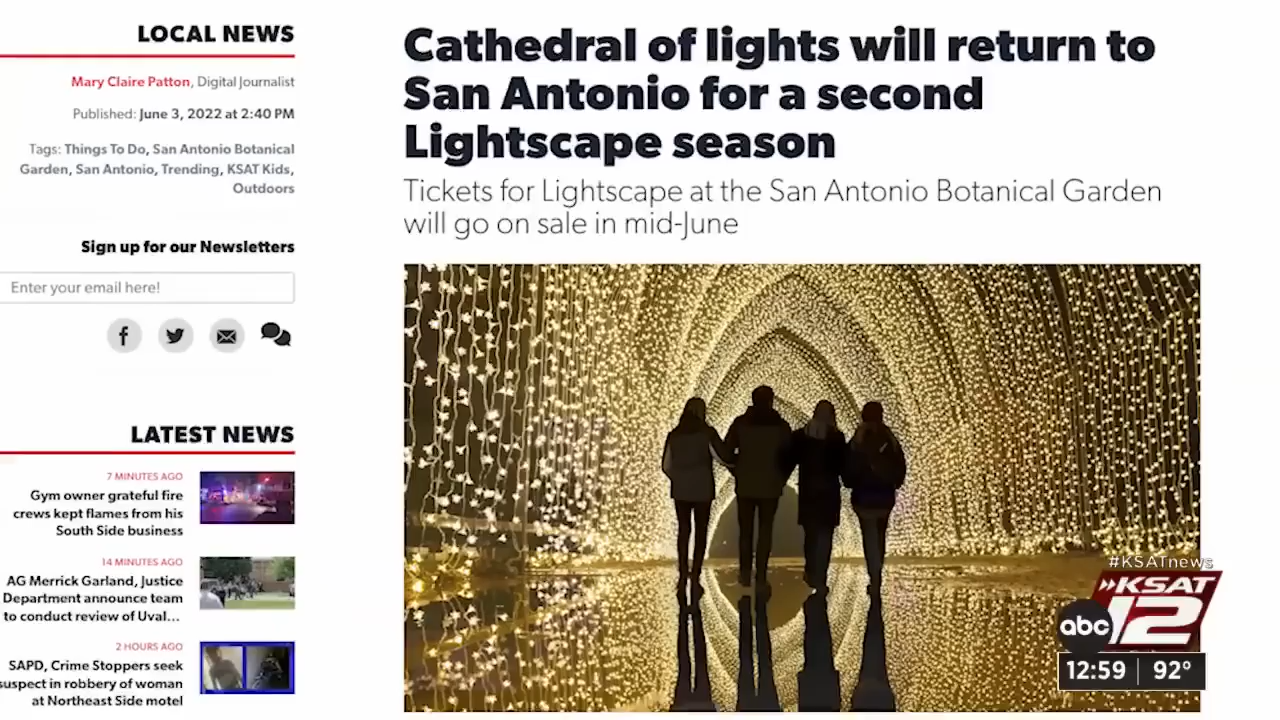 LOCAL NEWS
Mary Claire Patton, Digital Journalist
Published: June 3, 2022 at 2:40 PM
Tags: Things To Do, San Antonio Botanical
Garden, San Antonio, Trending, KSAT Kids,
Outdoors
Sign up for our Newsletters
Enter your email here!
LATEST NEWS
7 MINUTES AGO
Gym owner grateful fire
crews kept flames from his
South Side business
14 MINUTES AGO
AG Merrick Garland, Justice
Department announce team
to conduct review of Uval...
2 HOURS AGO
SAPD, Crime Stoppers seek
suspect in robbery of woman
at Northeast Side motel
Cathedral of lights will return to
San Antonio for a second
Lightscape season
Tickets for Lightscape at the San Antonio Botanical Garden
will go on sale in mid-June
#KSATnews
KSAT
abc 12
12:59 92°